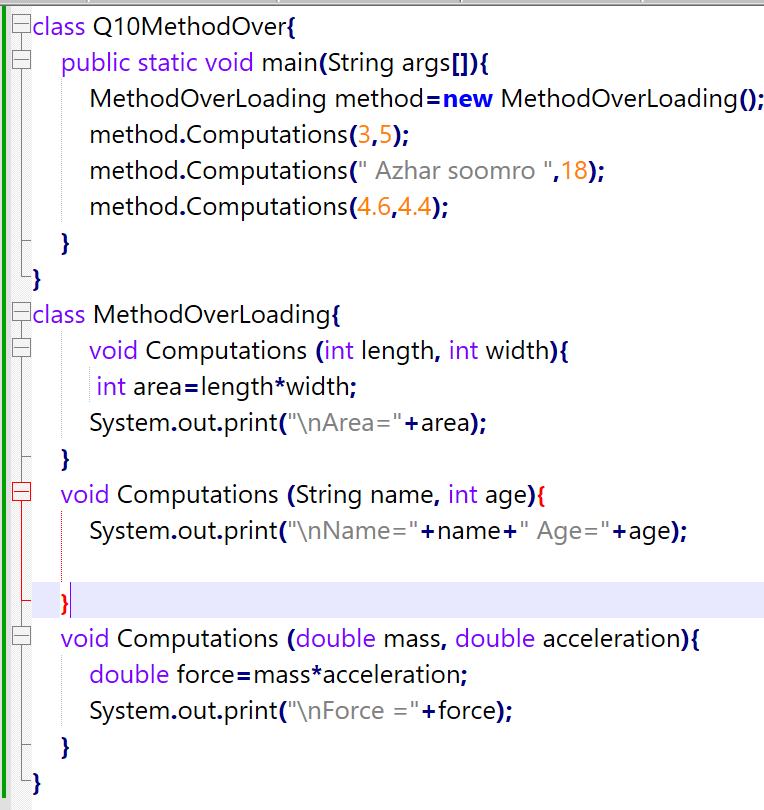 class Q10MethodOver{
public static void main(String args[]){
MethodOverLoading method=new MethodOverLoading();
method.Computations(3,5);
method.Computations(" Azhar soomro ",18);
method.Computations(4.6,4.4);
}
}
class MethodOverLoading{
void Computations (int length, int width){
int area=length*width;
System.out.print("\nArea="+area);
}
void Computations (String name, int age){
System.out.print("\nName="+name+" Age="+age);
}
void Computations (double mass, double acceleration){
double force=mass*acceleration;
System.out.print("\nForce ="+force);
}
}